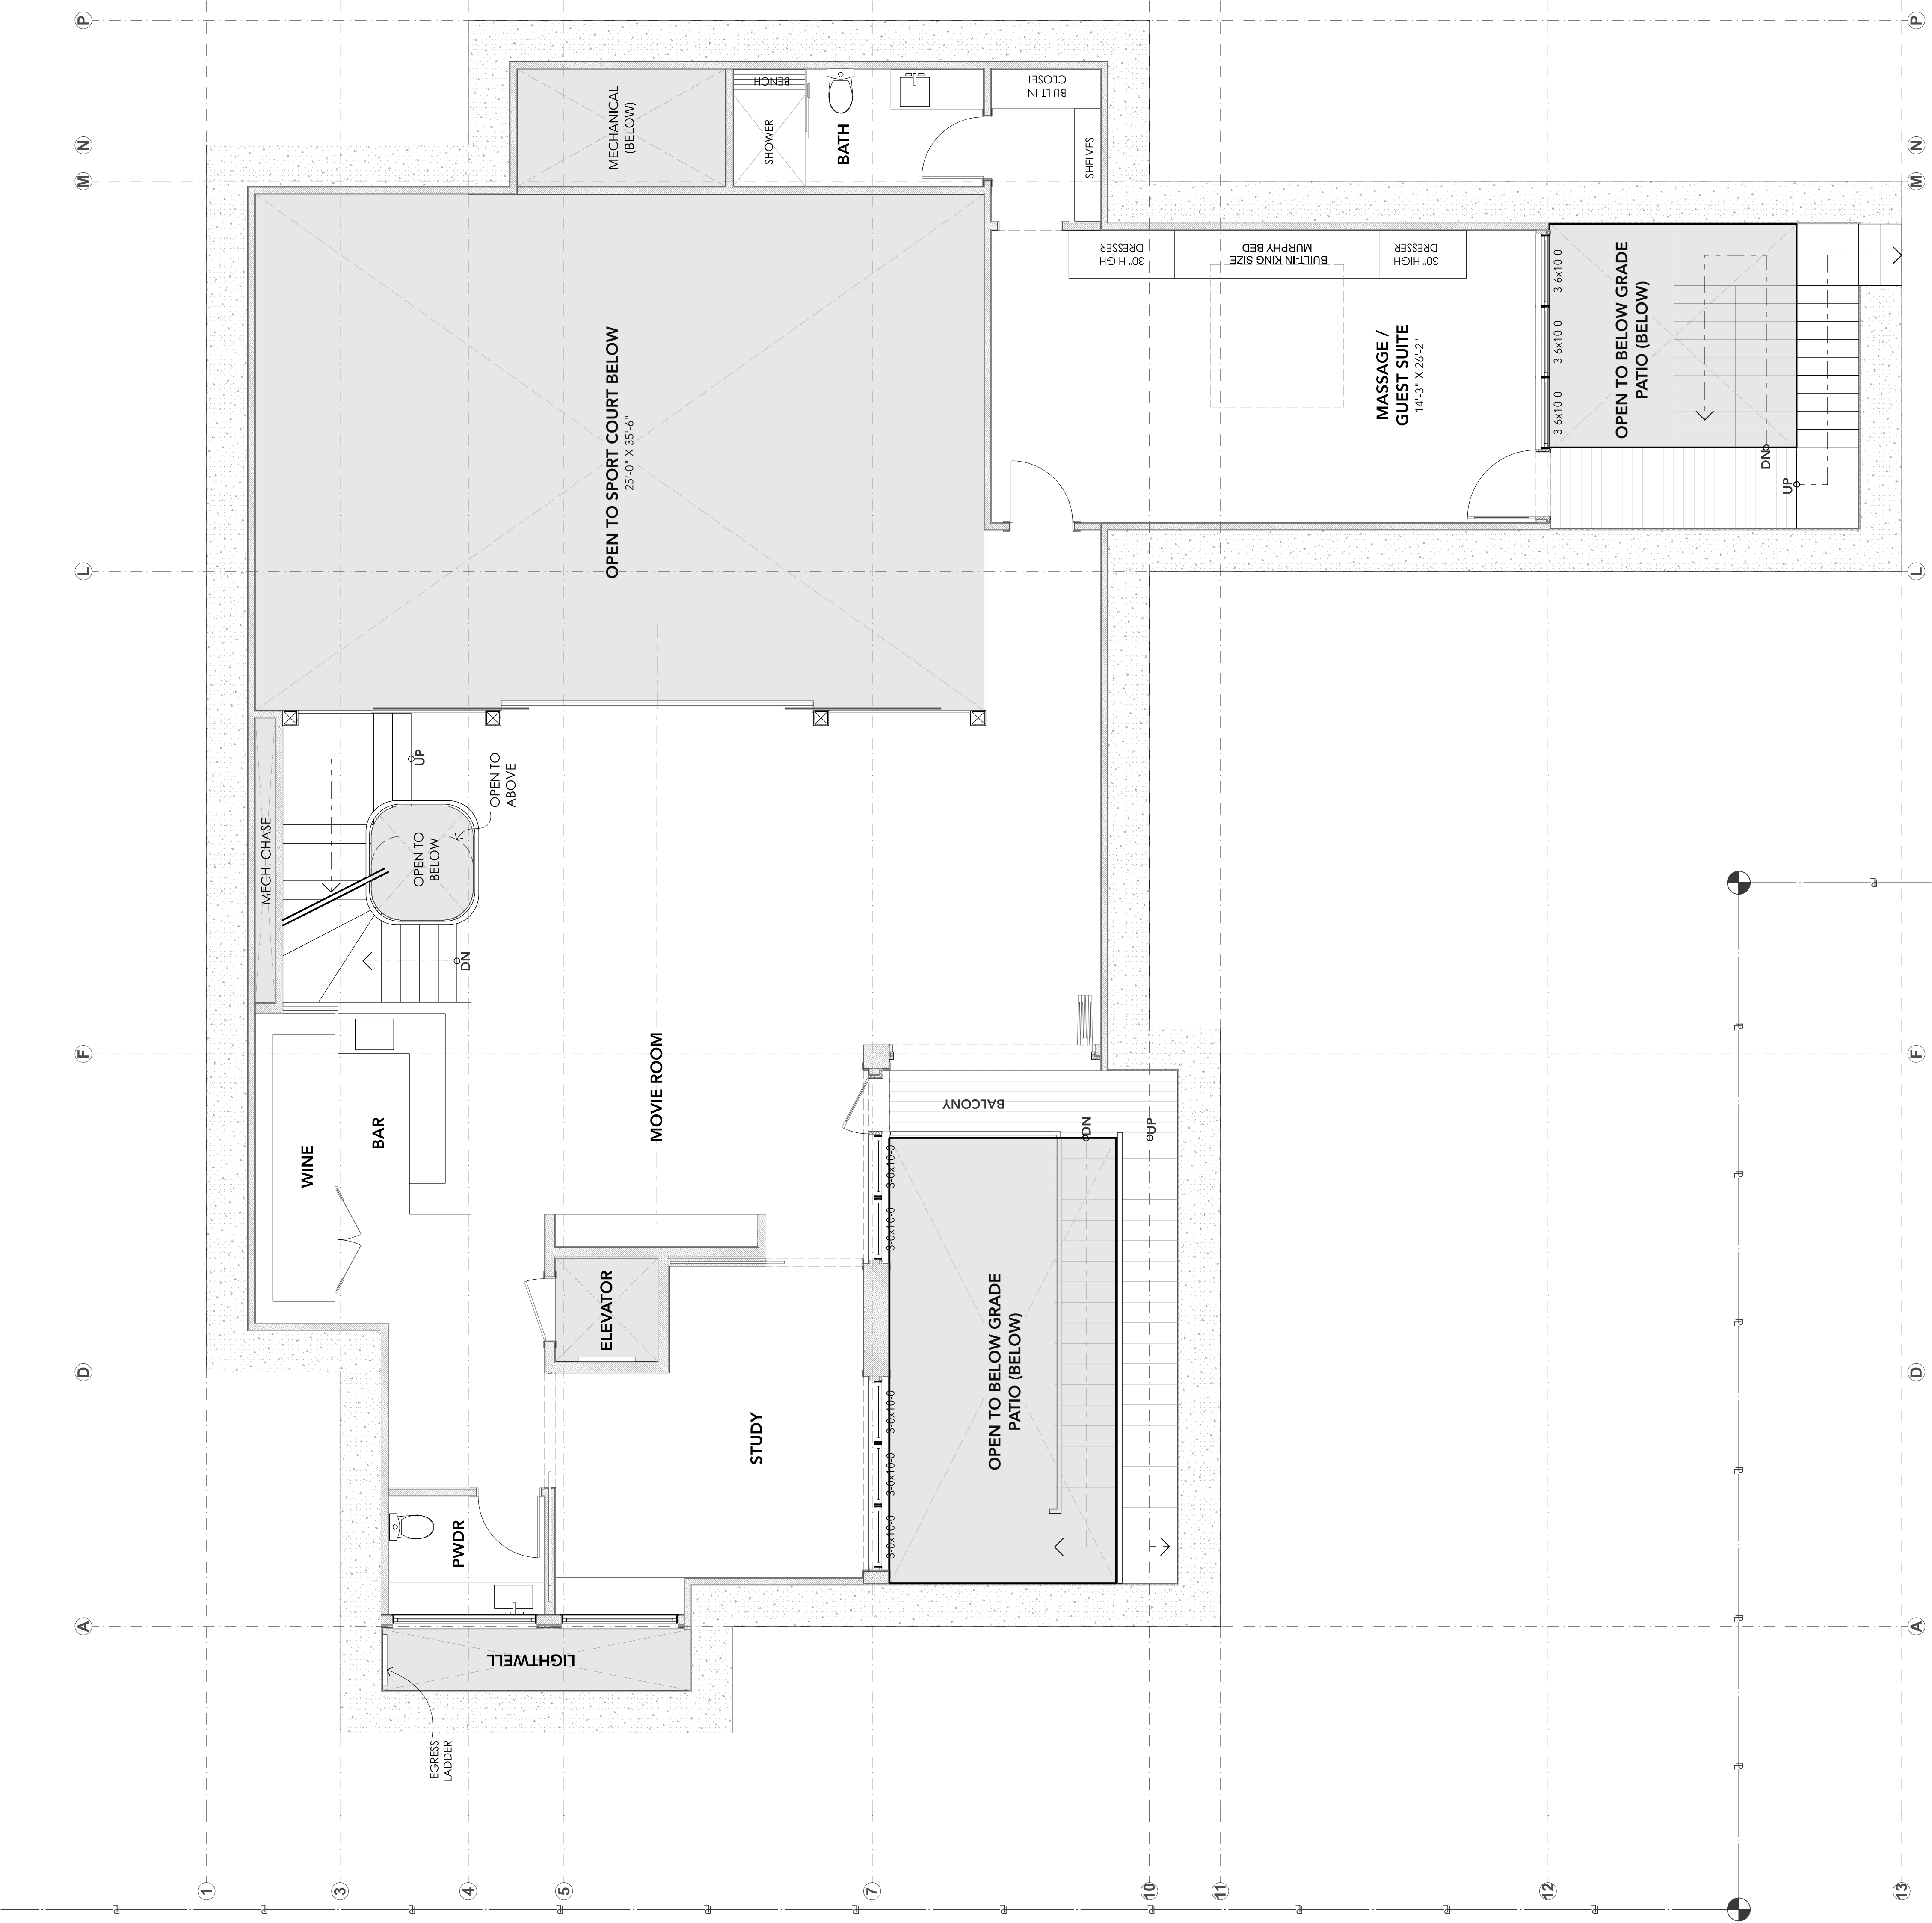 P
P
MECHANICAL
(BELOW)
BENCH
SHOWER
BATH
BUILT-IN
CLOSET
SHELVES
N
N
M
M
30" HIGH
DRESSER
BUILT-IN KING SIZE
MURPHY BED
30" HIGH
DRESSER
OPEN TO SPORT COURT BELOW
25'-0" X 35'-6"
MASSAGE /
GUEST SUITE
14'-3" X 26'-2"
3-6x10-0
3-6x10-0
3-6x10-0
OPEN TO BELOW GRADE
PATIO (BELOW)
DN
UP
L
L
MECH. CHASE
UP
OPEN TO
ABOVE
OPEN TO
BELOW
DN
F
F
WINE
BAR
MOVIE ROOM
BALCONY
DN
UP
3-0x10-0
3-0x10-0
ELEVATOR
OPEN TO BELOW GRADE
PATIO (BELOW)
D
D
STUDY
3-0x10-0
3-0x10-0
3-0x10-0
PWDR
A
A
LIGHTWELL
EGRESS
LADDER
1
3
4
5
7
10
11
12
13